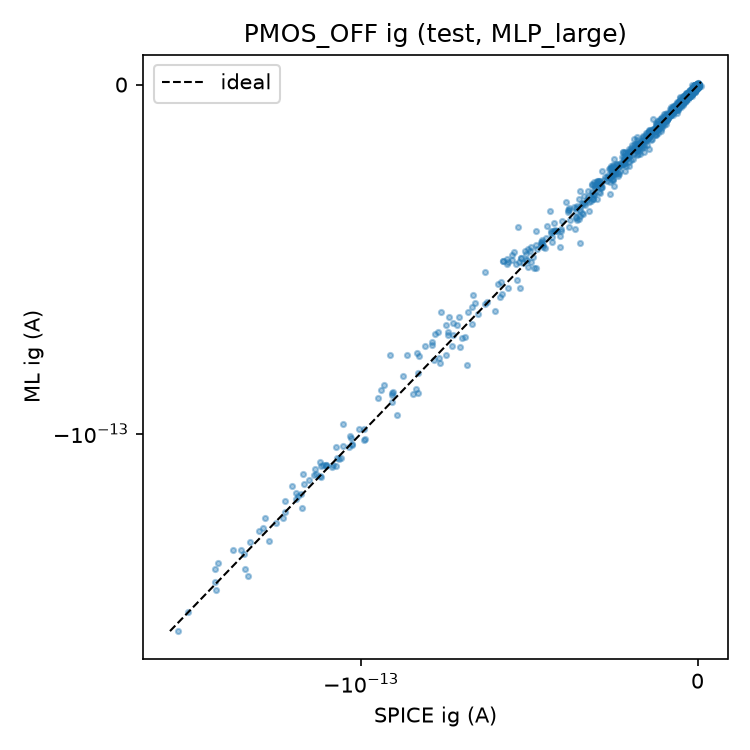 PMOS_OFF ig (test, MLP_large)
ideal
0
−10⁻¹³
ML ig (A)
−10⁻¹³
0
SPICE ig (A)